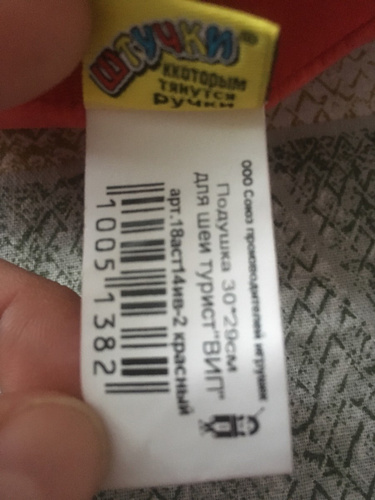 ШТУЧКИ
К КОТОРЫМ
ТЯНУТСЯ
РУЧКИ
ООО Союз производителей игрушек
Подушка 30*29см
для шеи турист"ВИП"
арт.18аст14ив-2 красный
10051382